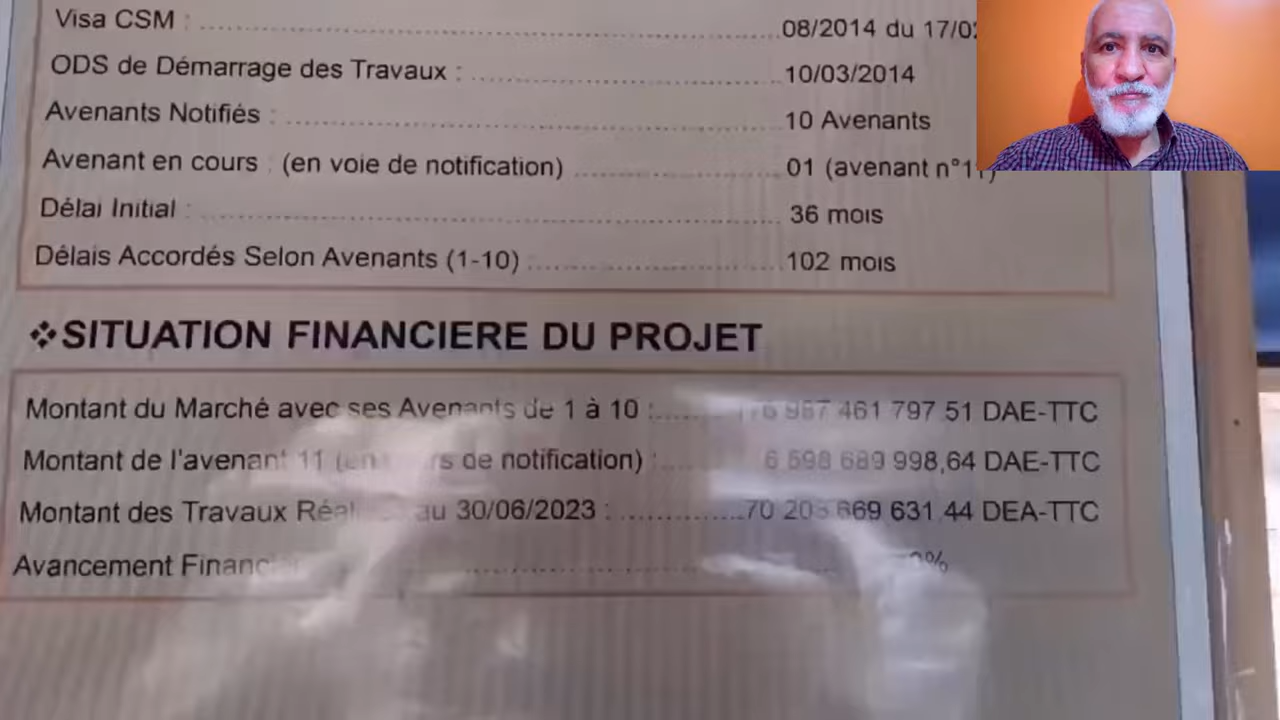 Visa CSM : 08/2014 du
ODS de Démarrage des Travaux : 10/03/2014
Avenants Notifiés : 10 Avenants
Avenant en cours : (en voie de notification) 01 (avenant
Délai Initial : 36 mois
Délais Accordés Selon Avenants (1-10) 102 mois
❖SITUATION FINANCIERE DU PROJET
Montant du Marché avec ses Avenants de 1 à 10 : 461 797 51 DAE-TTC
Montant de l'avenant 11 notification) : 6 598 689 998,64 DAE-TTC
Montant des Travaux au 30/06/2023 : 669 631,44 DEA-TTC
Avancement